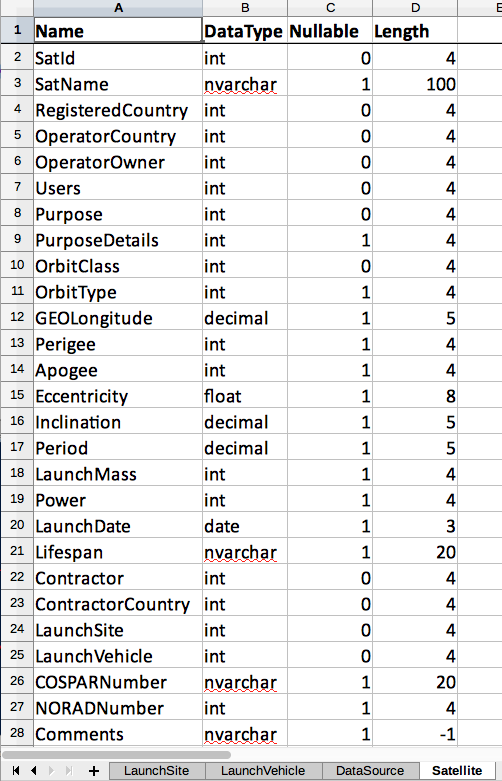 A B C D E
1 Name DataType Nullable Length
2 SatId int 0 4
3 SatName nvarchar 1 100
4 RegisteredCountry int 0 4
5 OperatorCountry int 0 4
6 OperatorOwner int 0 4
7 Users int 0 4
8 Purpose int 0 4
9 PurposeDetails int 1 4
10 OrbitClass int 0 4
11 OrbitType int 1 4
12 GEOLongitude decimal 1 5
13 Perigee int 1 4
14 Apogee int 1 4
15 Eccentricity float 1 8
16 Inclination decimal 1 5
17 Period decimal 1 5
18 LaunchMass int 1 4
19 Power int 1 4
20 LaunchDate date 1 3
21 Lifespan nvarchar 1 20
22 Contractor int 0 4
23 ContractorCountry int 0 4
24 LaunchSite int 0 4
25 LaunchVehicle int 0 4
26 COSPARNumber nvarchar 1 20
27 NORADNumber int 1 4
28 Comments nvarchar 1 -1
LaunchSite LaunchVehicle DataSource Satellite